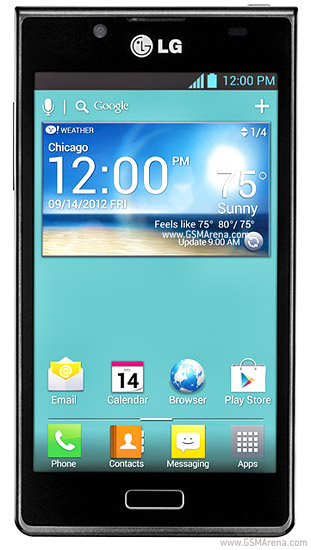 LG
12:00 PM
Google
Y! WEATHER
1/4
Chicago
12:00 PM
75°
09/14/2012 FRI
Sunny
Feels like 75° 80°/ 75°
www.GSMArena.com
Update 9:00 AM
14
Email
Calendar
Browser
Play Store
Phone
Contacts
Messaging
Apps
www.GSMArena.com